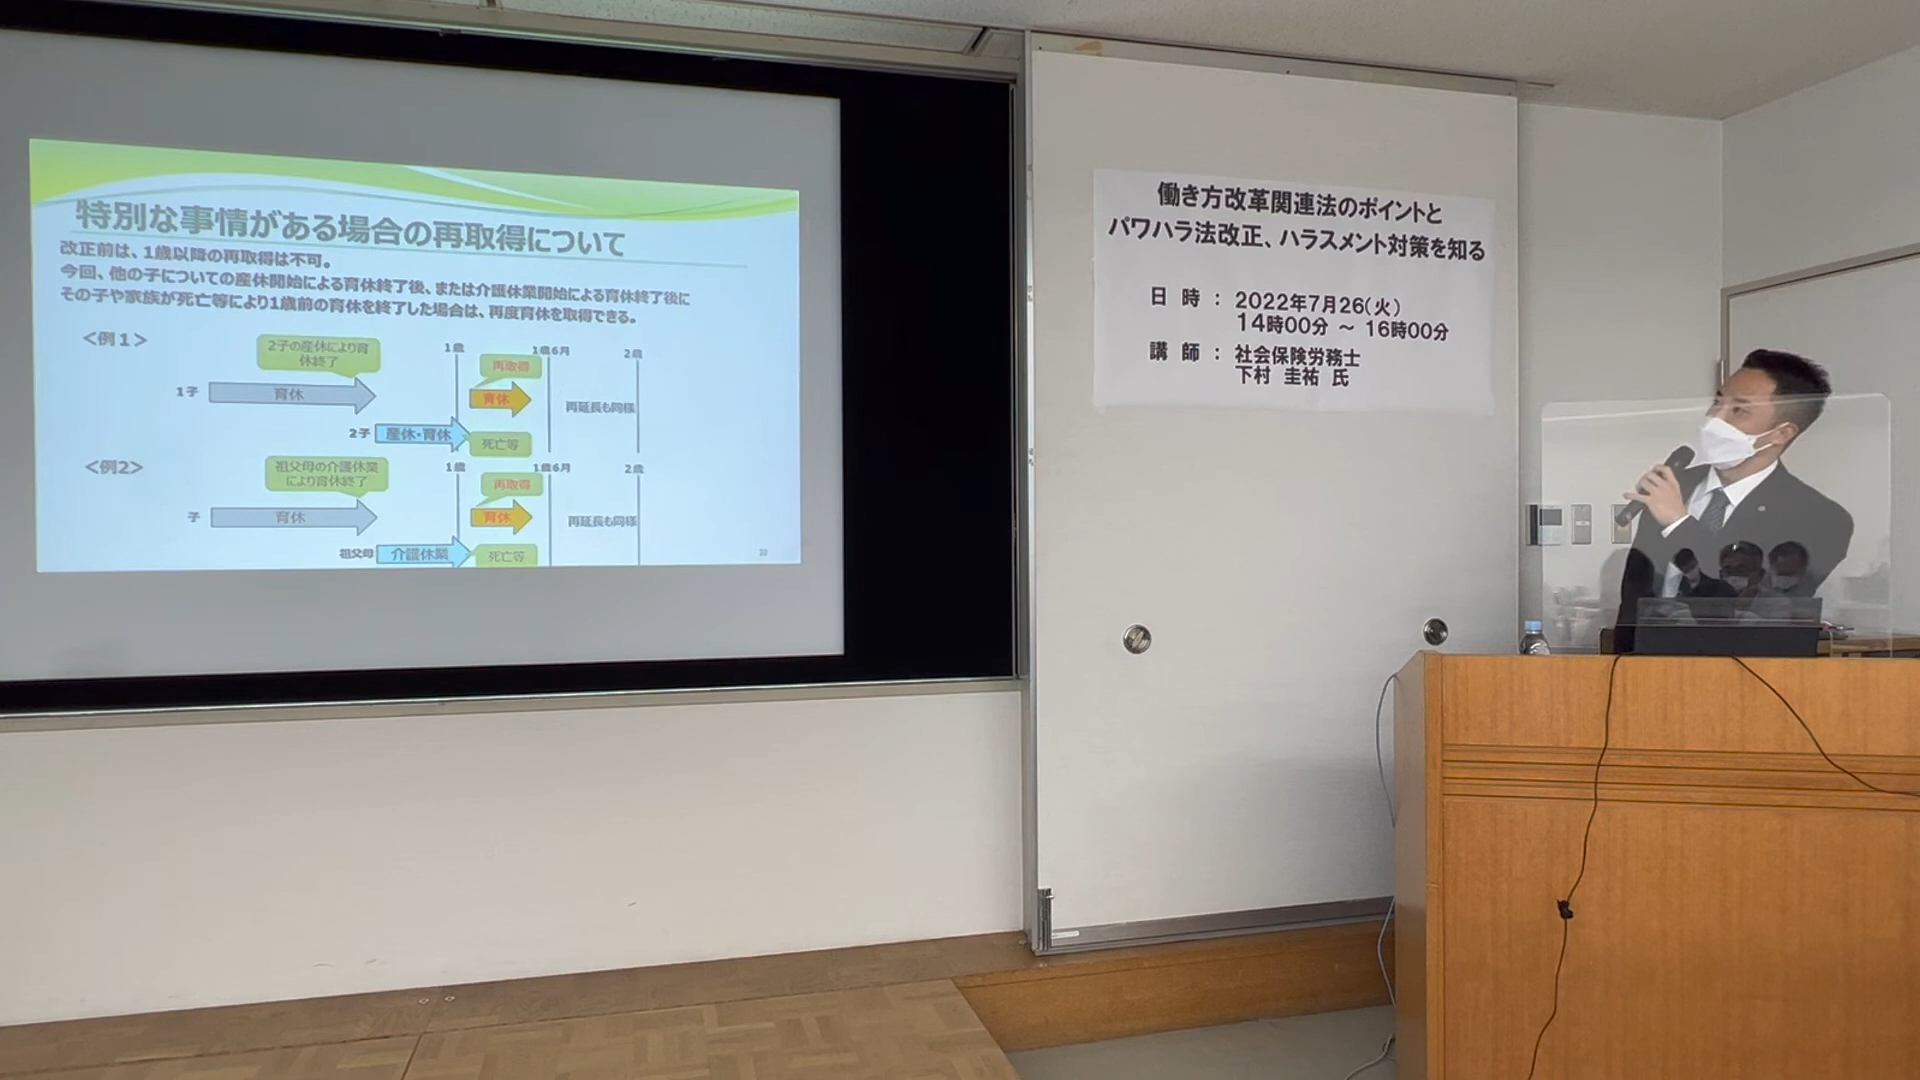 特別な事情がある場合の再取得について
改正前は、1歳以降の再取得は不可。
今回、他の子についての産休開始による育休終了後、または介護休業開始による育休終了後に
その子や家族が死亡等により1歳前の育休を終了した場合は、再度育休を取得できる。
<例1>
2子の産休により育
休終了
1歳
1歳6月
2歳
再取得
1子
育休
育休
再延長も同様
2子
産休・育休
死亡等
<例2>
祖父母の介護休業
により育休終了
1歳
1歳6月
2歳
再取得
子
育休
育休
再延長も同様
祖父母
介護休業
死亡等
働き方改革関連法のポイントと
パワハラ法改正、ハラスメント対策を知る
日 時 : 2022年7月26(火)
14時00分 ~ 16時00分
講 師 : 社会保険労務士
下村 圭祐 氏